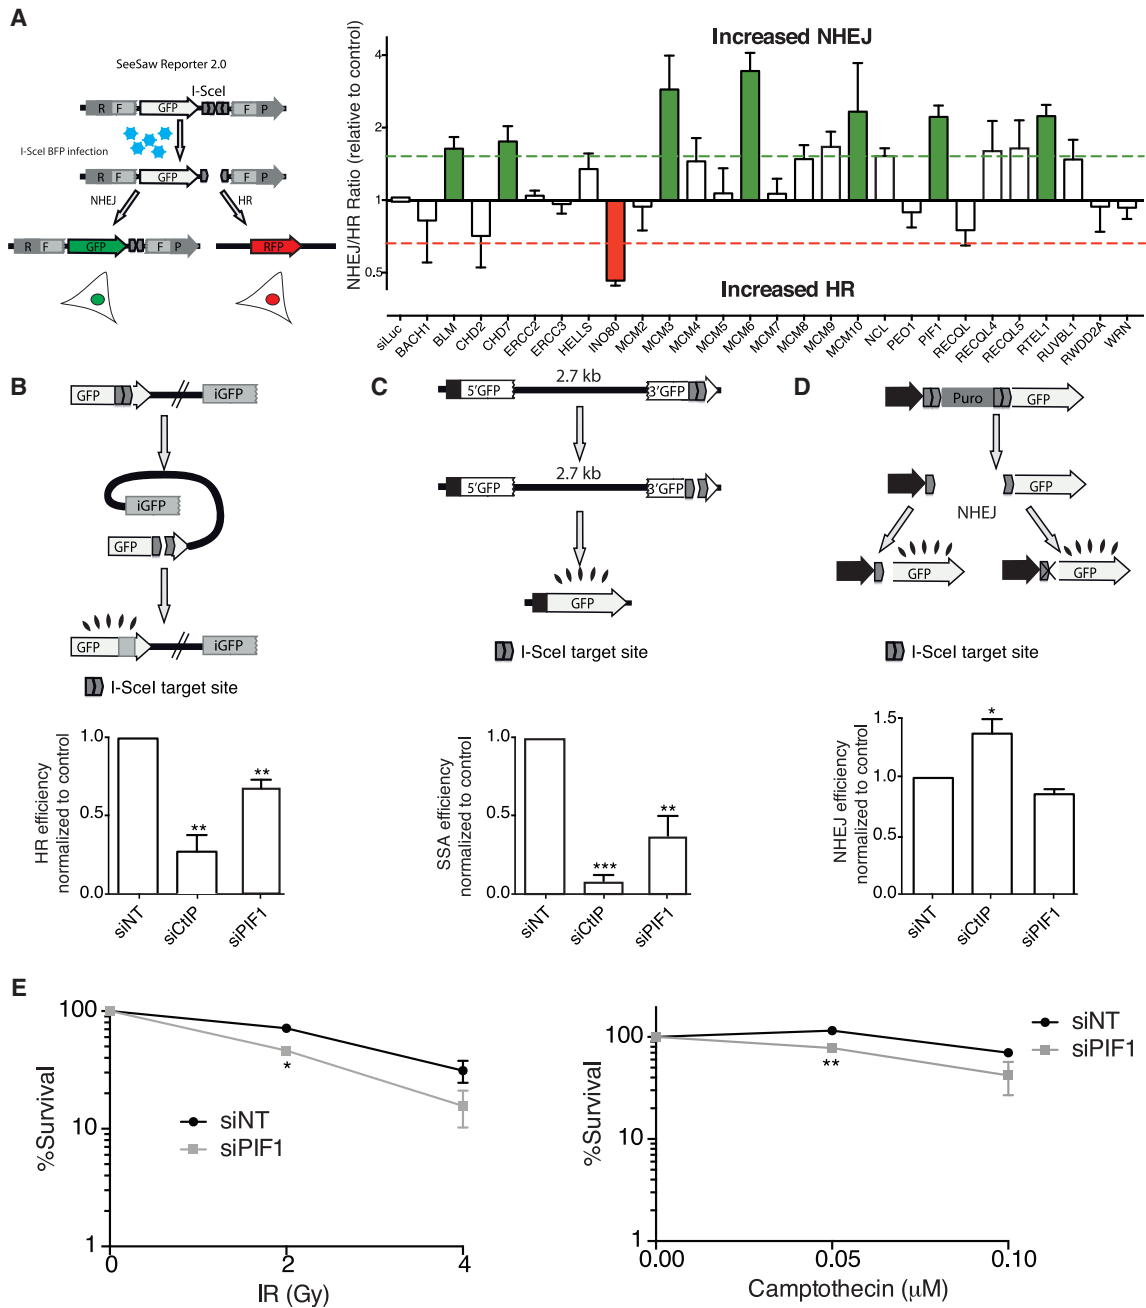 A
SeeSaw Reporter 2.0
I-SceI
R F GFP F P
I-SceI BFP infection
R F GFP F P
NHEJ HR
R F GFP F P RFP
NHEJ/HR Ratio (relative to control)
Increased NHEJ
4
2
1
0.5
Increased HR
siLuc
BACH1
BLM
CHD2
CHD7
ERCC2
ERCC3
HELLS
INO80
MCM2
MCM3
MCM4
MCM5
MCM6
MCM7
MCM8
MCM9
MCM10
NCL
PEO1
PIF1
RECQL
RECQL4
RECQL5
RTEL1
RUVBL1
RWDD2A
WRN
B
GFP iGFP
iGFP
GFP
GFP iGFP
I-SceI target site
HR efficiency
normalized to control
1.0
0.5
0.0
**
**
siNT
siCtIP
siPIF1
C
2.7 kb
5'GFP 3'GFP
2.7 kb
5'GFP 3'GFP
GFP
I-SceI target site
SSA efficiency
normalized to control
1.0
0.5
0.0
***
**
siNT
siCtIP
siPIF1
D
Puro GFP
GFP
NHEJ
GFP GFP
I-SceI target site
NHEJ efficiency
normalized to control
1.5
1.0
0.5
0.0
*
siNT
siCtIP
siPIF1
E
%Survival
100
10
1
*
siNT
siPIF1
0 2 4
IR (Gy)
%Survival
100
10
1
**
siNT
siPIF1
0.00 0.05 0.10
Camptothecin (μM)